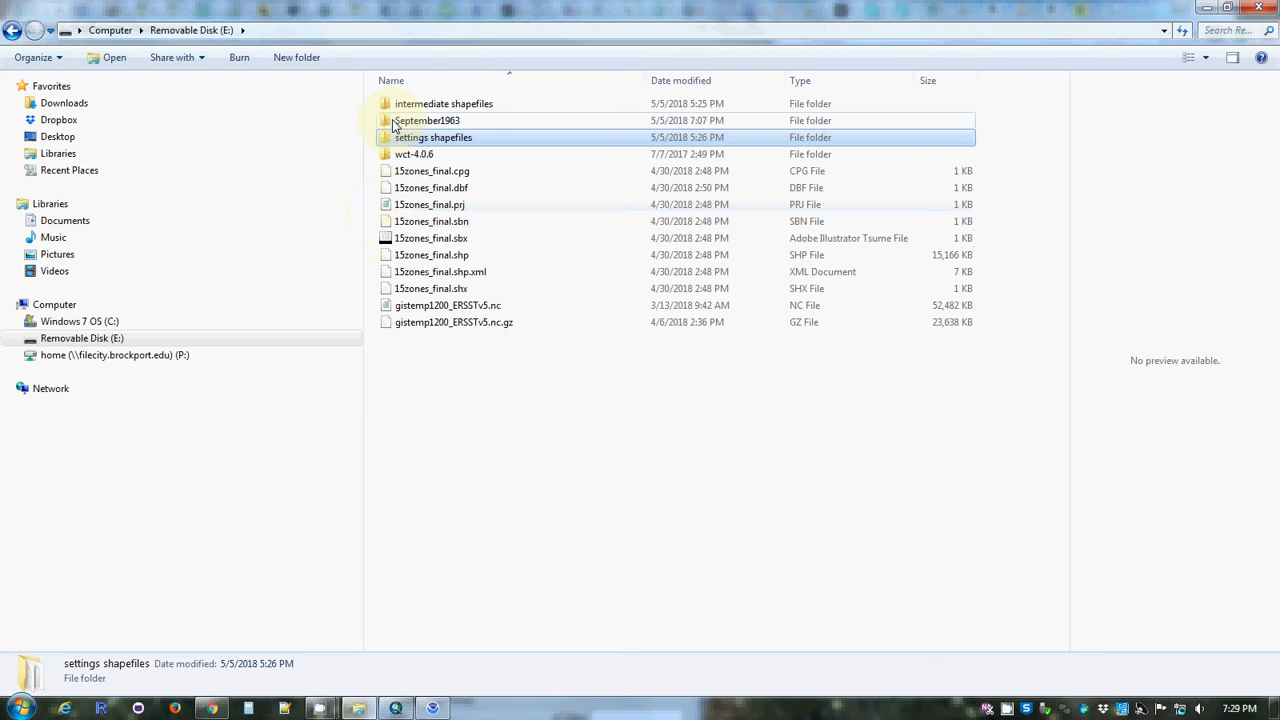 Computer Removable Disk (E:) Search Re...
Organize Open Share with Burn New folder
Name Date modified Type Size
Favorites
Downloads
Dropbox
Desktop
Libraries
Recent Places
Libraries
Documents
Music
Pictures
Videos
Computer
Windows 7 OS (C:)
Removable Disk (E:)
home (\\filecity.brockport.edu) (P:)
Network
intermediate shapefiles 5/5/2018 5:25 PM File folder
September1963 5/5/2018 7:07 PM File folder
settings shapefiles 5/5/2018 5:26 PM File folder
wct-4.0.6 7/7/2017 2:49 PM File folder
15zones_final.cpg 4/30/2018 2:48 PM CPG File 1 KB
15zones_final.dbf 4/30/2018 2:50 PM DBF File 1 KB
15zones_final.prj 4/30/2018 2:48 PM PRJ File 1 KB
15zones_final.sbn 4/30/2018 2:48 PM SBN File 1 KB
15zones_final.sbx 4/30/2018 2:48 PM Adobe Illustrator Tsume File 1 KB
15zones_final.shp 4/30/2018 2:48 PM SHP File 15,166 KB
15zones_final.shp.xml 4/30/2018 2:48 PM XML Document 7 KB
15zones_final.shx 4/30/2018 2:48 PM SHX File 1 KB
gistemp1200_ERSSTv5.nc 3/13/2018 9:42 AM NC File 52,482 KB
gistemp1200_ERSSTv5.nc.gz 4/6/2018 2:36 PM GZ File 23,638 KB
No preview available.
settings shapefiles Date modified: 5/5/2018 5:26 PM
File folder
7:29 PM